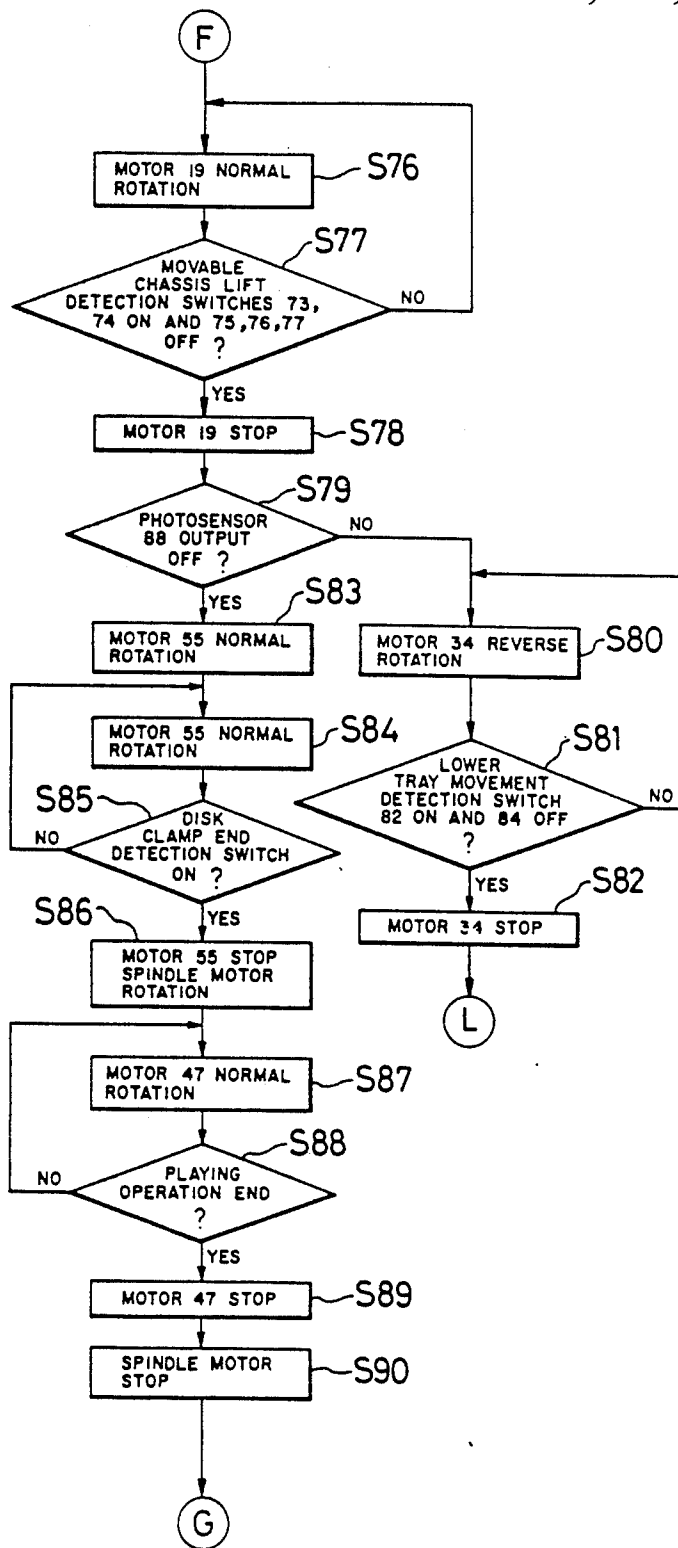 F
MOTOR 19 NORMAL
ROTATION
S76
S77
MOVABLE
CHASSIS LIFT
DETECTION SWITCHES 73,
74 ON AND 75,76,77
OFF ?
NO
YES
MOTOR 19 STOP
S78
S79
PHOTOSENSOR
88 OUTPUT
OFF ?
NO
YES
S83
MOTOR 55 NORMAL
ROTATION
MOTOR 34 REVERSE
ROTATION
S80
MOTOR 55 NORMAL
ROTATION
S84
S81
LOWER
TRAY MOVEMENT
DETECTION SWITCH
82 ON AND 84 OFF
?
NO
YES
S85
DISK
CLAMP END
DETECTION SWITCH
ON ?
NO
YES
S82
MOTOR 34 STOP
L
S86
MOTOR 55 STOP
SPINDLE MOTOR
ROTATION
MOTOR 47 NORMAL
ROTATION
S87
S88
PLAYING
OPERATION END
?
NO
YES
MOTOR 47 STOP
S89
SPINDLE MOTOR
STOP
S90
G